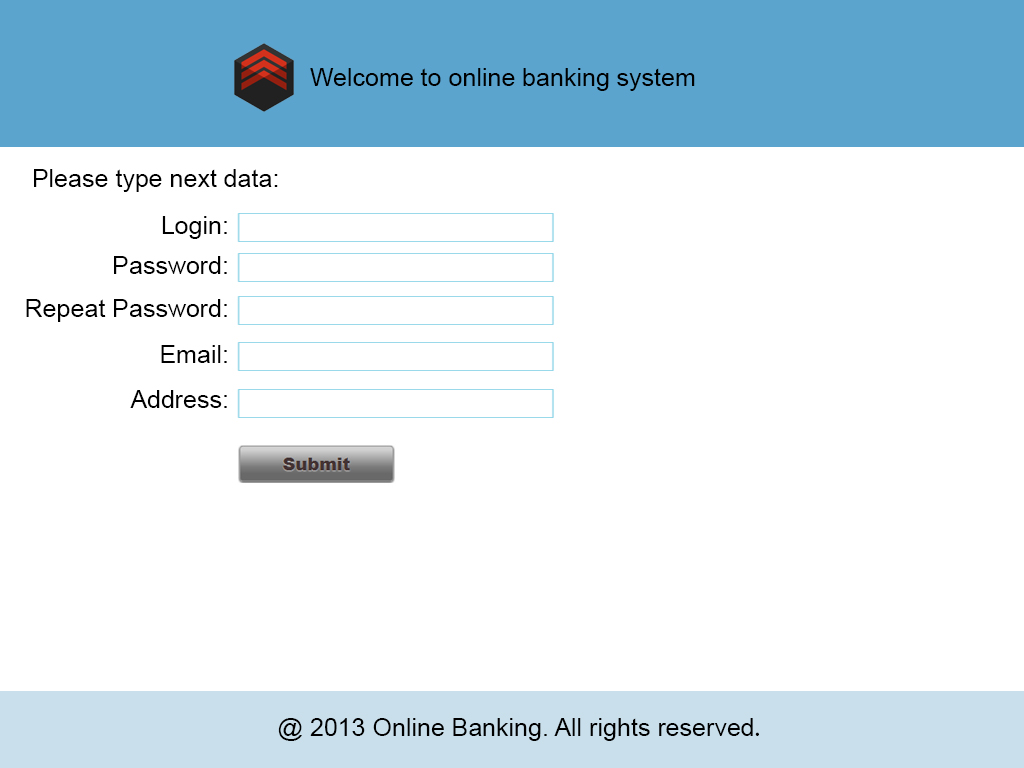 Welcome to online banking system
Please type next data:
Login:
Password:
Repeat Password:
Email:
Address:
Submit
@ 2013 Online Banking. All rights reserved.